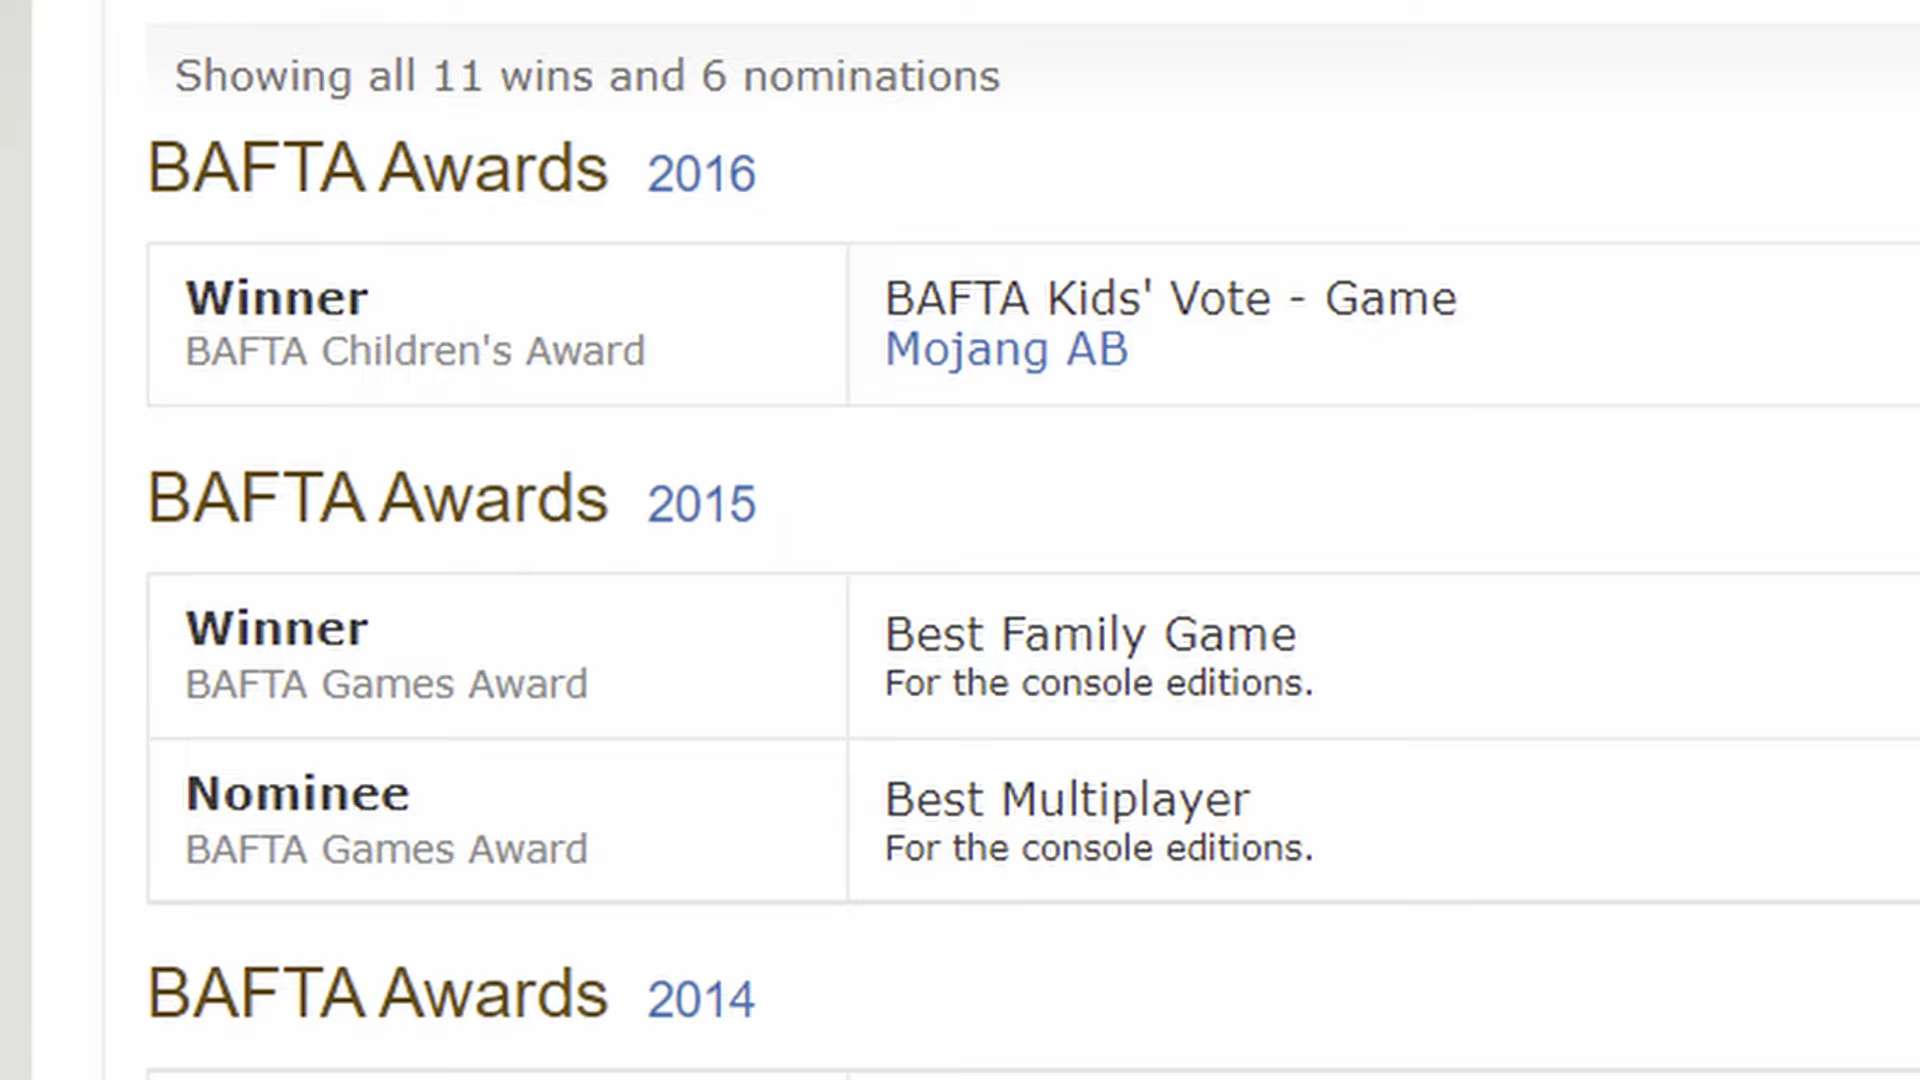 Showing all 11 wins and 6 nominations
BAFTA Awards 2016
Winner
BAFTA Children's Award
BAFTA Kids' Vote - Game
Mojang AB
BAFTA Awards 2015
Winner
BAFTA Games Award
Best Family Game
For the console editions.
Nominee
BAFTA Games Award
Best Multiplayer
For the console editions.
BAFTA Awards 2014